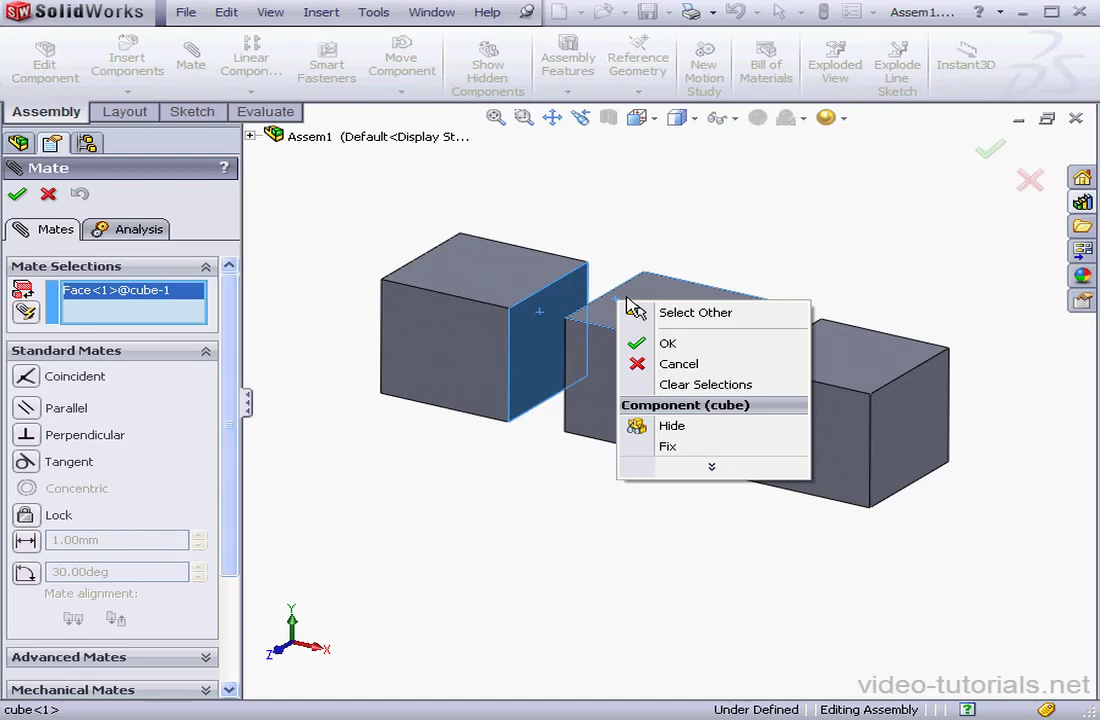 SolidWorks File Edit View Insert Tools Window Help Assem1.... ?
Edit Component
Insert Components
Mate
Linear Compon...
Smart Fasteners
Move Component
Show Hidden Components
Assembly Features
Reference Geometry
New Motion Study
Bill of Materials
Exploded View
Explode Line Sketch
Instant3D
Assembly Layout Sketch Evaluate
Assem1 (Default<Display St...
Mate ?
Mates Analysis
Mate Selections
Face<1>@cube-1
Standard Mates
Coincident
Parallel
Perpendicular
Tangent
Concentric
Lock
1.00mm
30.00deg
Mate alignment:
Advanced Mates
Mechanical Mates
Select Other
OK
Cancel
Clear Selections
Component (cube)
Hide
Fix
Y
X
Z
video-tutorials.net
cube<1> Under Defined Editing Assembly ?